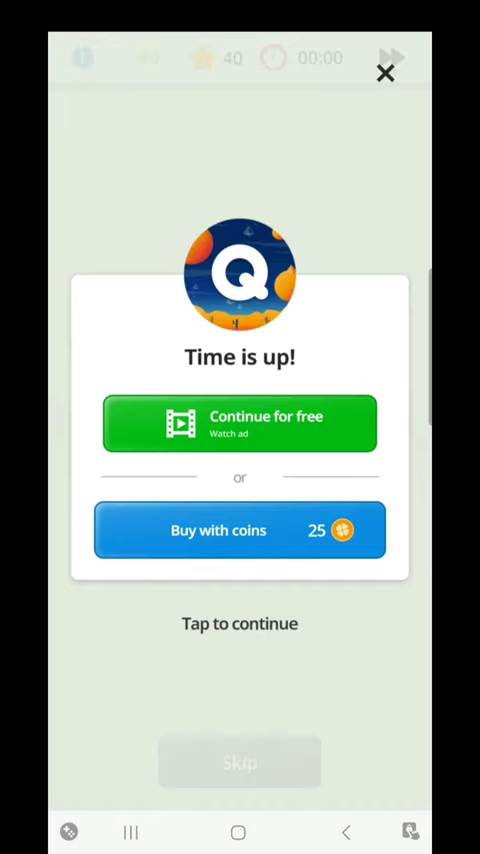 40 00:00
Q
Time is up!
Continue for free
Watch ad
or
Buy with coins 25
Tap to continue
Skip